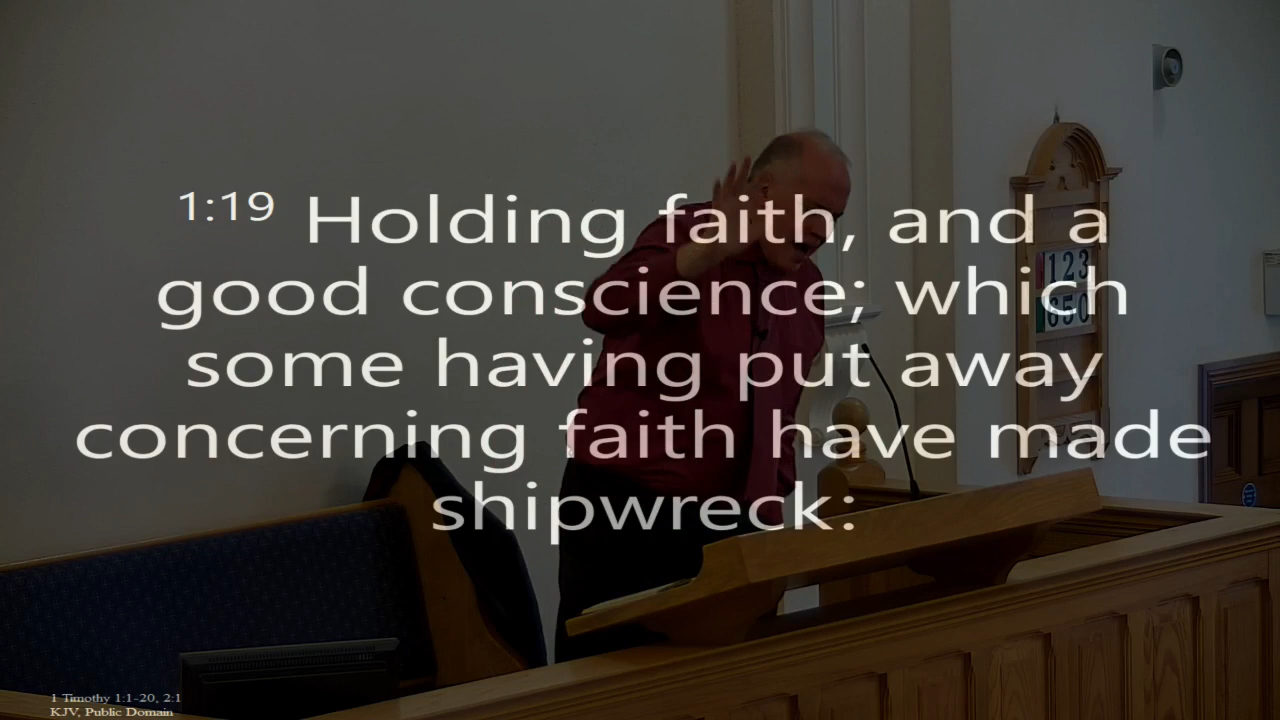 1:19 Holding faith, and a
good conscience; which
some having put away
concerning faith have made
shipwreck:
123
650
1 Timothy 1:1-20, 2:1
KJV, Public Domain